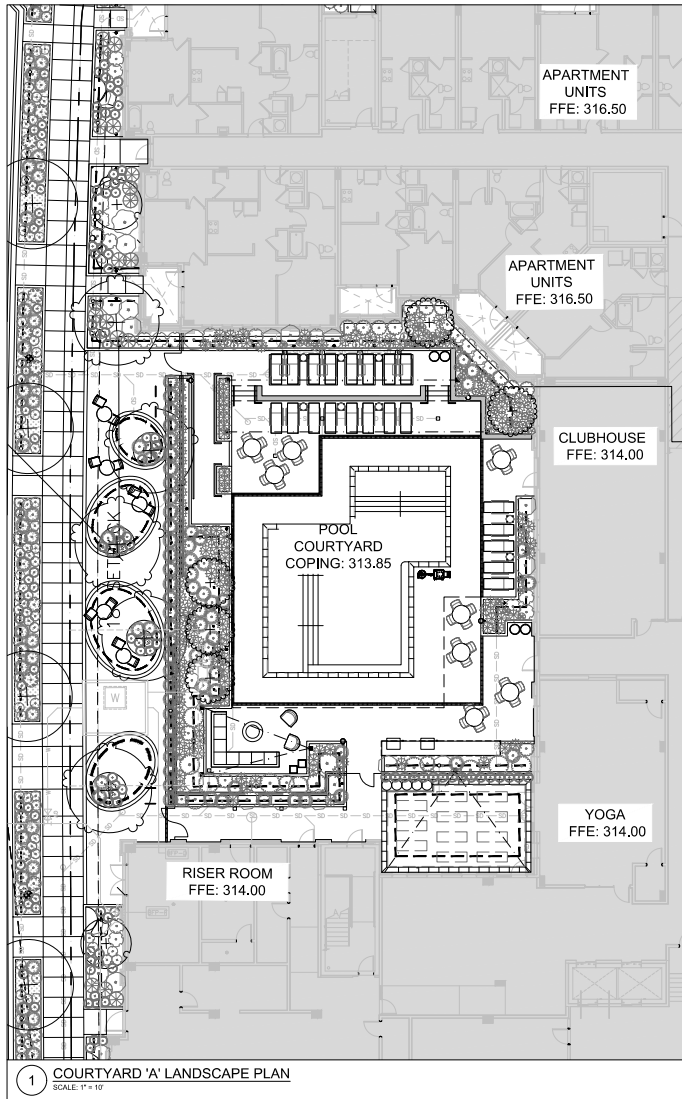 APARTMENT
UNITS
FFE: 316.50
APARTMENT
UNITS
FFE: 316.50
CLUBHOUSE
FFE: 314.00
POOL
COURTYARD
COPING: 313.85
W
YOGA
FFE: 314.00
RISER ROOM
FFE: 314.00
1
COURTYARD 'A' LANDSCAPE PLAN
SCALE: 1" = 10'